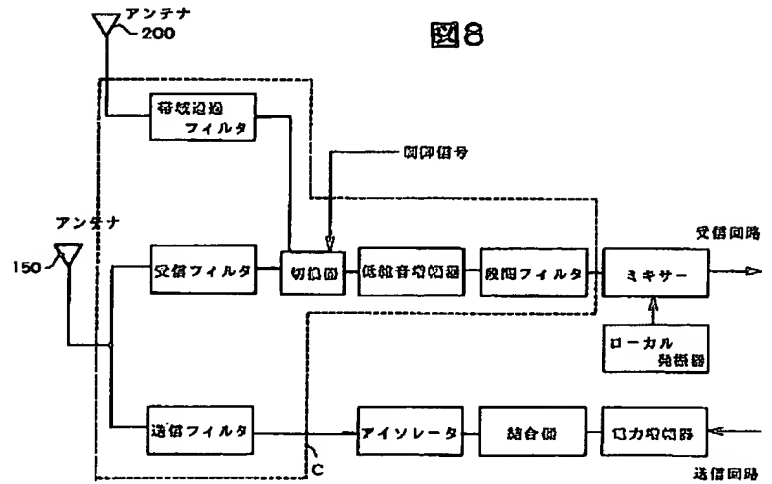 図8
アンテナ
200
帯域通過
フィルタ
制御信号
アンテナ
150
受信フィルタ
切換器
低雑音増幅器
段間フィルタ
ミキサー
受信回路
ローカル
発振器
送信フィルタ
アイソレータ
結合器
電力増幅器
C
送信回路